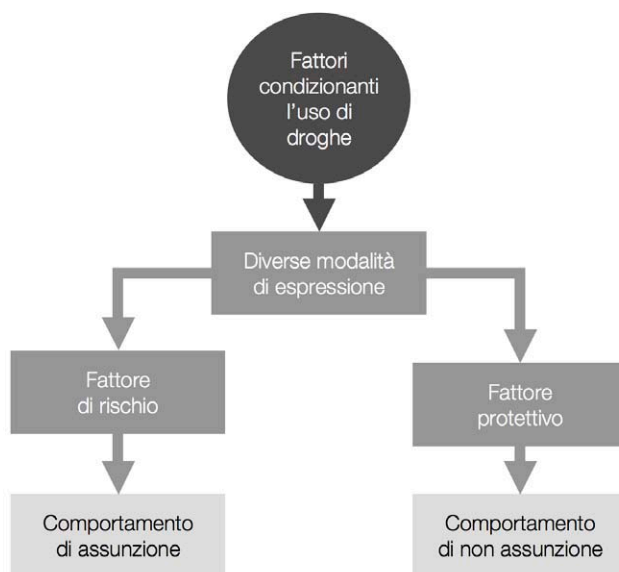 Fattori
condizionanti
l'uso di
droghe
Diverse modalità
di espressione
Fattore
di rischio
Fattore
protettivo
Comportamento
di assunzione
Comportamento
di non assunzione